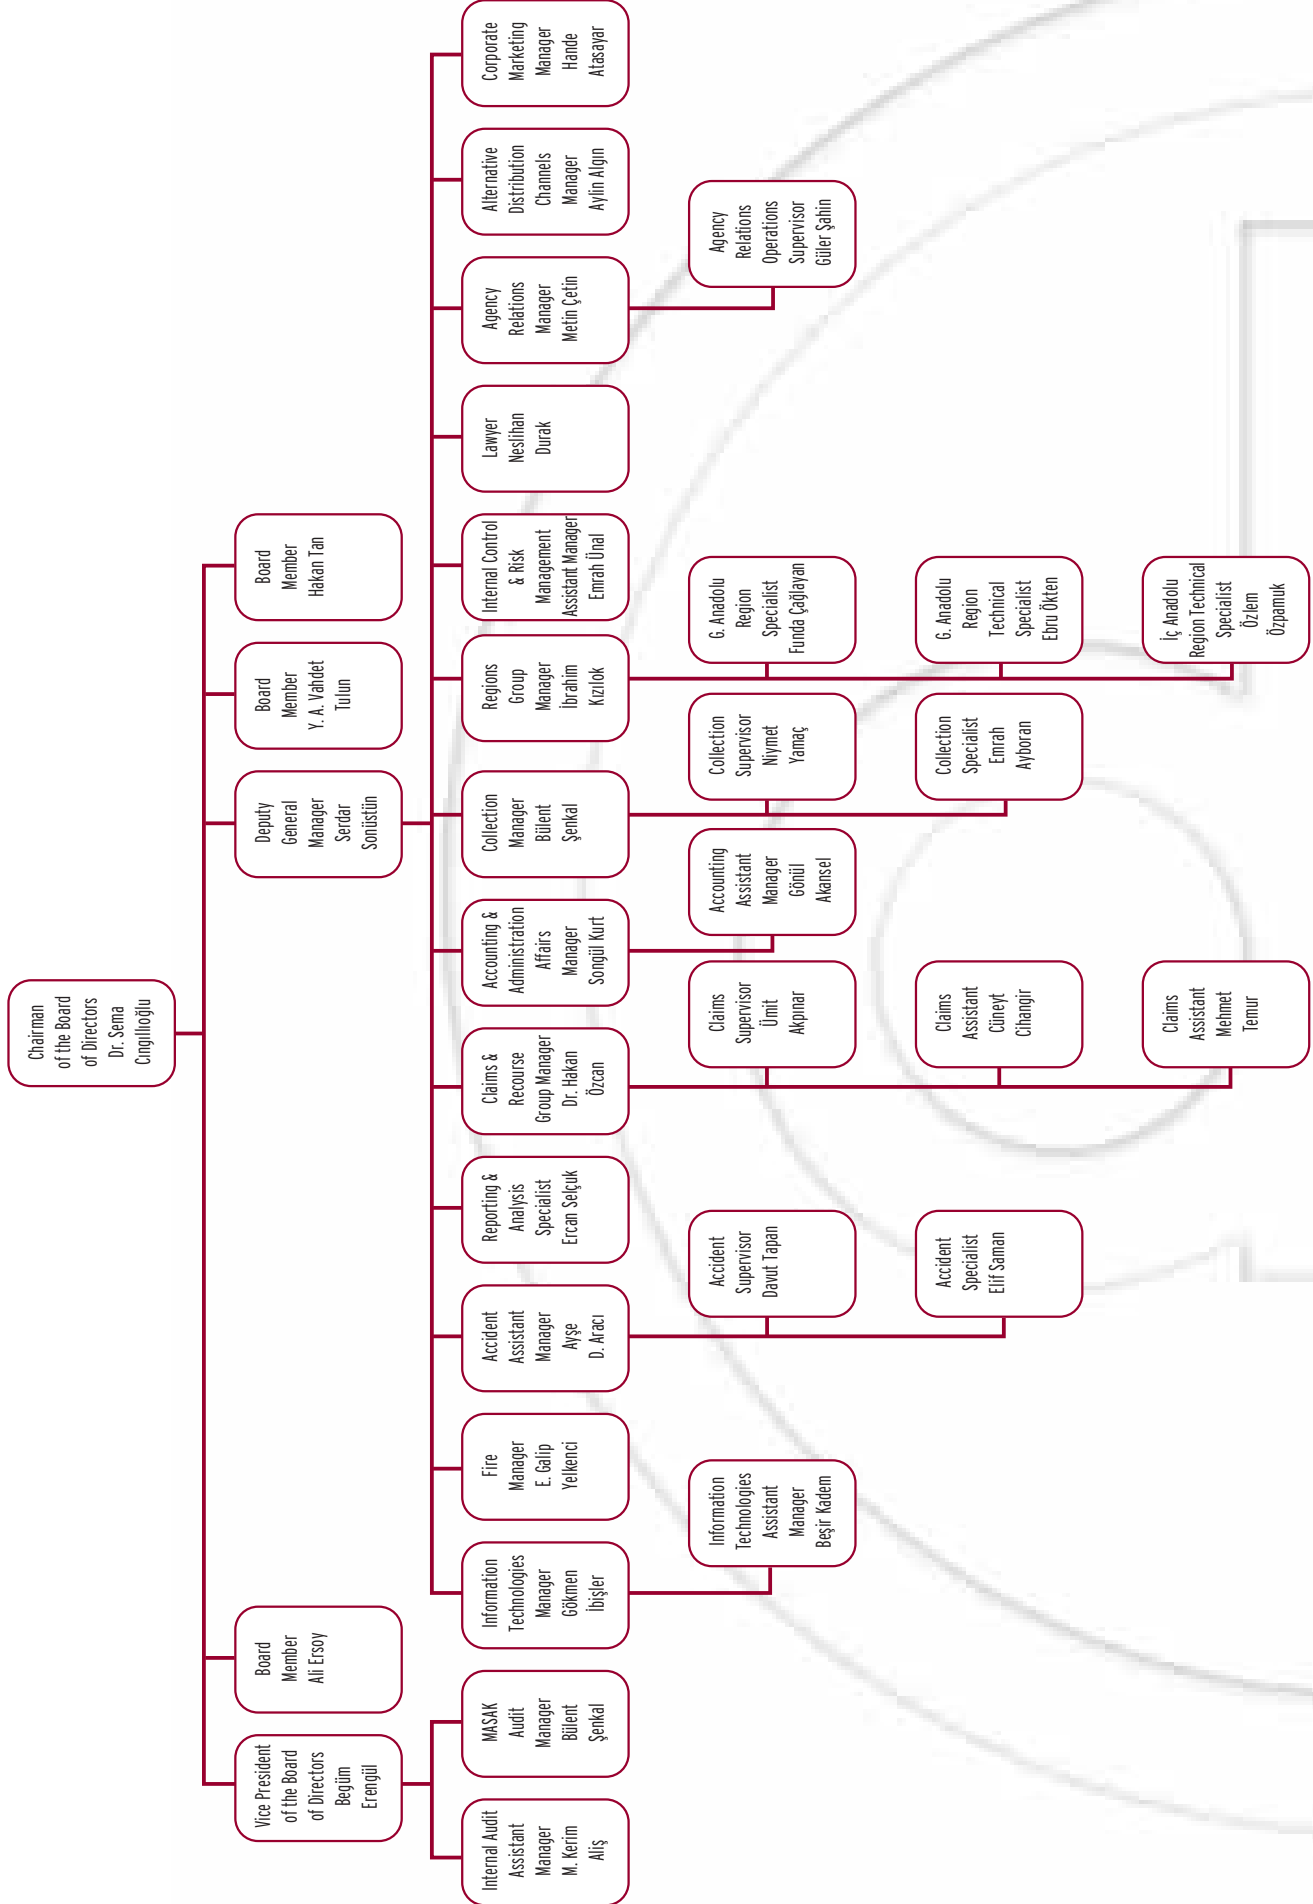 Chairman
of the Board
of Directors
Dr. Sema
Cıngıllıoğlu
Vice President
of the Board
of Directors
Begüm
Erengül
Board
Member
Ali Ersoy
Deputy
General
Manager
Serdar
Sonüstün
Board
Member
Y. A. Vahdet
Tulun
Board
Member
Hakan Tan
Internal Audit
Assistant
Manager
M. Kerim
Aliş
MASAK
Audit
Manager
Bülent
Şenkal
Information
Technologies
Manager
Gökmen
İbişler
Fire
Manager
E. Galip
Yelkenci
Accident
Assistant
Manager
Ayşe
D. Aracı
Reporting &
Analysis
Specialist
Ercan Selçuk
Claims &
Recourse
Group Manager
Dr. Hakan
Özcan
Accounting &
Administration
Affairs
Manager
Songül Kurt
Collection
Manager
Bülent
Şenkal
Regions
Group
Manager
İbrahim
Kızılok
Internal Control
& Risk
Management
Assistant Manager
Emrah Ünal
Lawyer
Neslihan
Durak
Agency
Relations
Manager
Metin Çetin
Alternative
Distribution
Channels
Manager
Aylin Algın
Corporate
Marketing
Manager
Hande
Atasayar
Information
Technologies
Assistant
Manager
Beşir Kadem
Accident
Supervisor
Davut Tapan
Claims
Supervisor
Ümit
Akpınar
Accounting
Assistant
Manager
Gönül
Akansel
Collection
Supervisor
Niymet
Yamaç
G. Anadolu
Region
Specialist
Funda Çağlayan
Agency
Relations
Operations
Supervisor
Güler Şahin
Accident
Specialist
Elif Saman
Claims
Assistant
Cüneyt
Cihangir
Collection
Specialist
Emrah
Ayboran
G. Anadolu
Region
Technical
Specialist
Ebru Ökten
Claims
Assistant
Mehmet
Temur
İç Anadolu
Region Technical
Specialist
Özlem
Özpamuk